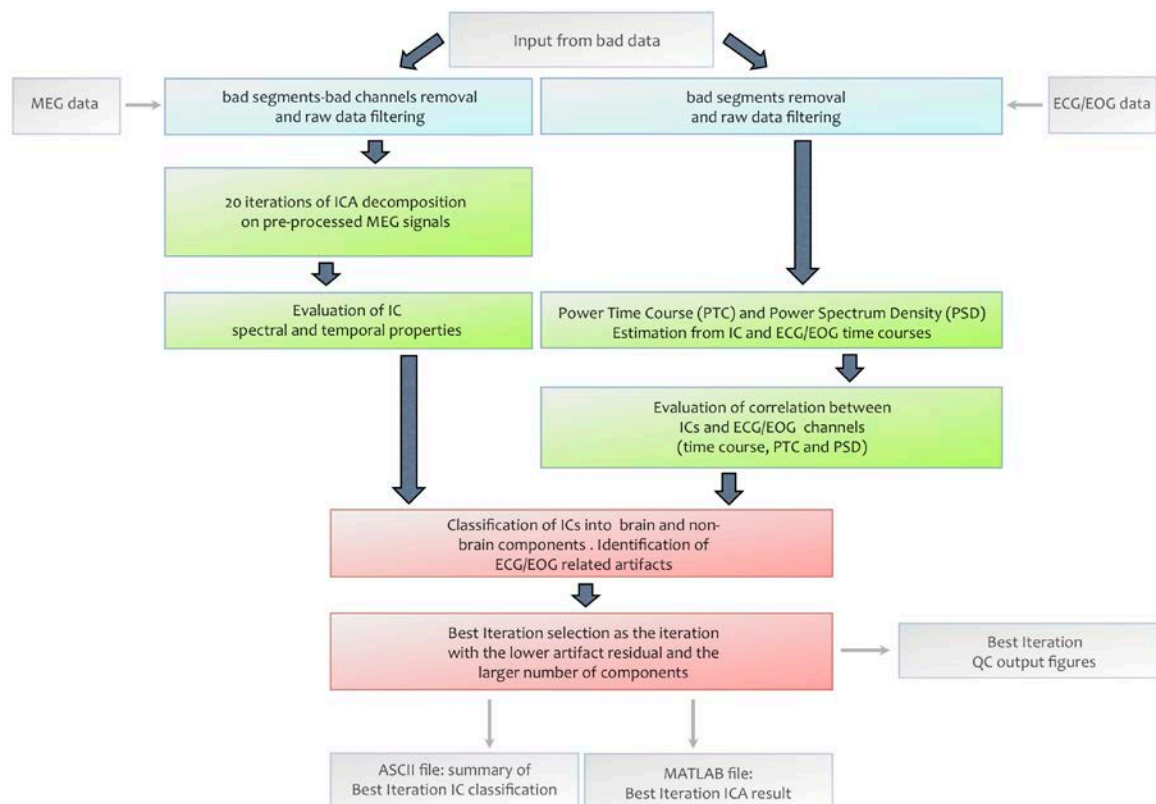 Input from bad data
MEG data
bad segments-bad channels removal
and raw data filtering
bad segments removal
and raw data filtering
ECG/EOG data
20 iterations of ICA decomposition
on pre-processed MEG signals
Evaluation of IC
spectral and temporal properties
Power Time Course (PTC) and Power Spectrum Density (PSD)
Estimation from IC and ECG/EOG time courses
Evaluation of correlation between
ICs and ECG/EOG channels
(time course, PTC and PSD)
Classification of ICs into brain and non-
brain components . Identification of
ECG/EOG related artifacts
Best Iteration selection as the iteration
with the lower artifact residual and the
larger number of components
Best Iteration
QC output figures
ASCII file: summary of
Best Iteration IC classification
MATLAB file:
Best Iteration ICA result